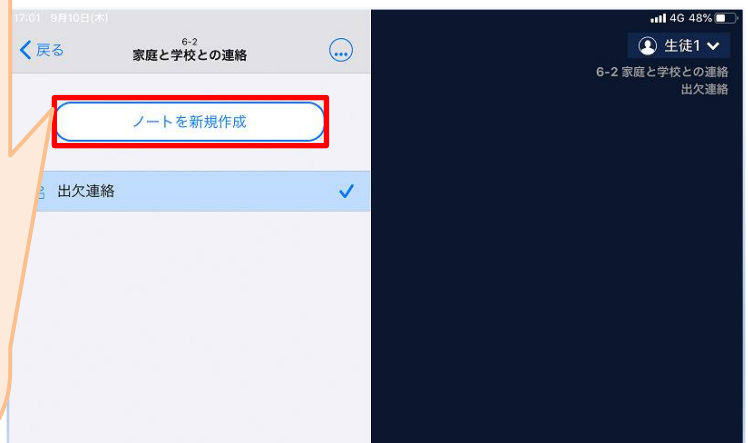 17:01 9月10日(木)
4G 48%
戻る
6-2
家庭と学校との連絡
生徒1
6-2 家庭と学校との連絡
出欠連絡
ノートを新規作成
出欠連絡